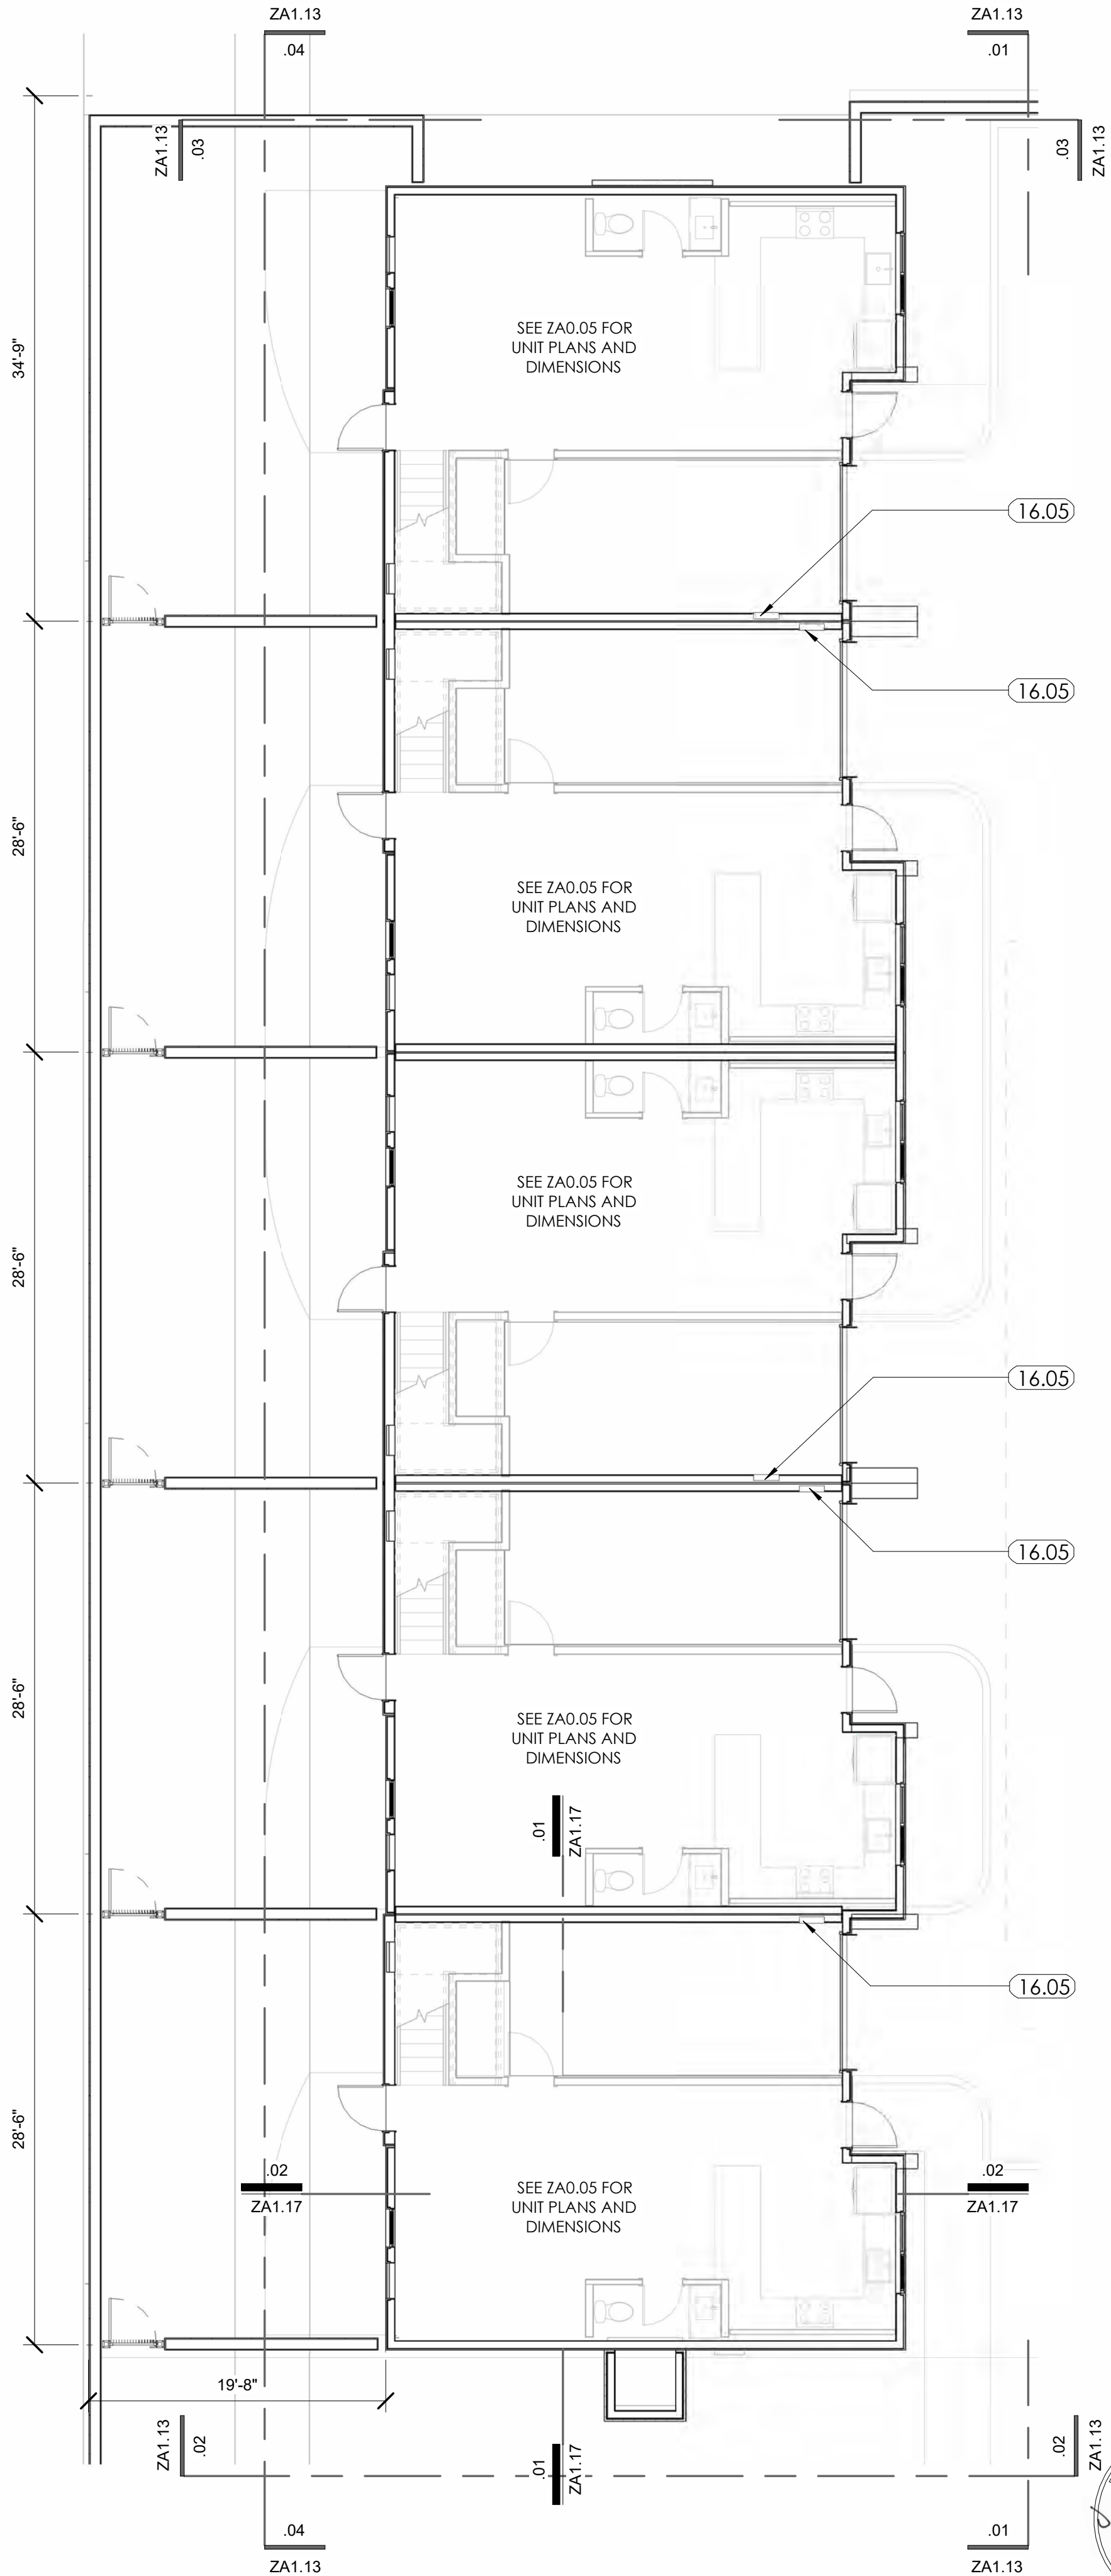 ZA1.13
.04
ZA1.13
.01
ZA1.13
.03
.03
ZA1.13
34'-9"
SEE ZA0.05 FOR
UNIT PLANS AND
DIMENSIONS
16.05
16.05
28'-6"
SEE ZA0.05 FOR
UNIT PLANS AND
DIMENSIONS
SEE ZA0.05 FOR
UNIT PLANS AND
DIMENSIONS
28'-6"
16.05
16.05
28'-6"
SEE ZA0.05 FOR
UNIT PLANS AND
DIMENSIONS
.01
ZA1.17
16.05
28'-6"
.02
ZA1.17
SEE ZA0.05 FOR
UNIT PLANS AND
DIMENSIONS
.02
ZA1.17
19'-8"
ZA1.13
.02
.01
ZA1.17
.02
ZA1.13
.04
ZA1.13
.01
ZA1.13